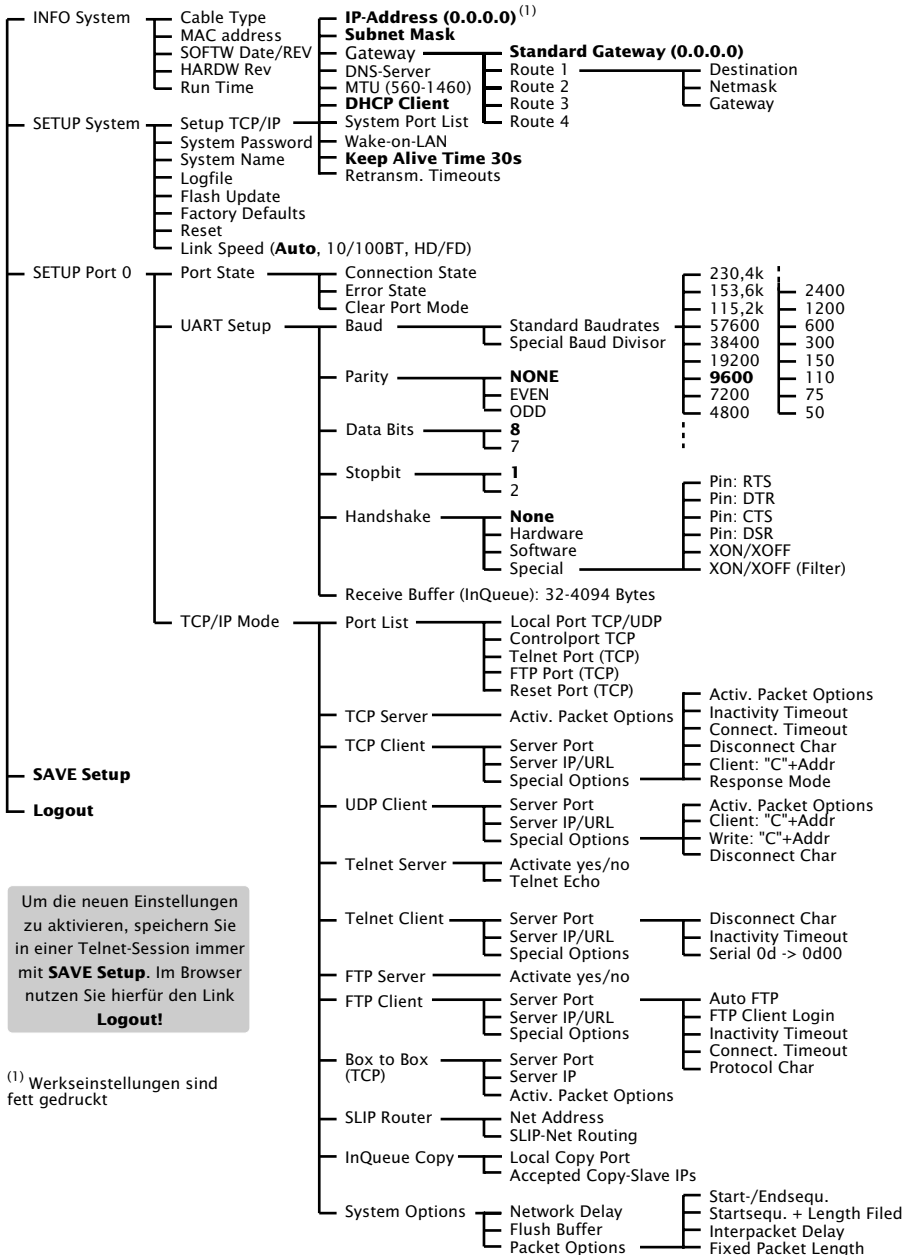 INFO System
Cable Type
MAC address
SOFTW Date/REV
HARDW Rev
Run Time
SETUP System
Setup TCP/IP
IP-Address (0.0.0.0)(1)
Subnet Mask
Gateway
Standard Gateway (0.0.0.0)
Route 1
Destination
Netmask
Gateway
Route 2
Route 3
Route 4
DNS-Server
MTU (560-1460)
DHCP Client
System Port List
Wake-on-LAN
Keep Alive Time 30s
Retransm. Timeouts
System Password
System Name
Logfile
Flash Update
Factory Defaults
Reset
Link Speed (Auto, 10/100BT, HD/FD)
SETUP Port 0
Port State
Connection State
Error State
Clear Port Mode
UART Setup
Baud
Standard Baudrates
230,4k
153,6k
115,2k
57600
38400
19200
9600
7200
4800
2400
1200
600
300
150
110
75
50
Special Baud Divisor
Parity
NONE
EVEN
ODD
Data Bits
8
7
Stopbit
1
2
Handshake
None
Hardware
Software
Special
Pin: RTS
Pin: DTR
Pin: CTS
Pin: DSR
XON/XOFF
XON/XOFF (Filter)
Receive Buffer (InQueue): 32-4094 Bytes
TCP/IP Mode
Port List
Local Port TCP/UDP
Controlport TCP
Telnet Port (TCP)
FTP Port (TCP)
Reset Port (TCP)
TCP Server
Activ. Packet Options
TCP Client
Server Port
Server IP/URL
Special Options
Activ. Packet Options
Inactivity Timeout
Connect. Timeout
Disconnect Char
Client: "C"+Addr
Response Mode
UDP Client
Server Port
Server IP/URL
Special Options
Activ. Packet Options
Client: "C"+Addr
Write: "C"+Addr
Disconnect Char
Telnet Server
Activate yes/no
Telnet Echo
Telnet Client
Server Port
Server IP/URL
Special Options
Disconnect Char
Inactivity Timeout
Serial 0d -> 0d00
FTP Server
Activate yes/no
FTP Client
Server Port
Server IP/URL
Special Options
Auto FTP
FTP Client Login
Inactivity Timeout
Connect. Timeout
Protocol Char
Box to Box
(TCP)
Server Port
Server IP
Activ. Packet Options
SLIP Router
Net Address
SLIP-Net Routing
InQueue Copy
Local Copy Port
Accepted Copy-Slave IPs
System Options
Network Delay
Flush Buffer
Packet Options
Start-/Endsequ.
Startsequ. + Length Filed
Interpacket Delay
Fixed Packet Length
SAVE Setup
Logout
Um die neuen Einstellungen
zu aktivieren, speichern Sie
in einer Telnet-Session immer
mit SAVE Setup. Im Browser
nutzen Sie hierfür den Link
Logout!
(1) Werkseinstellungen sind
fett gedruckt